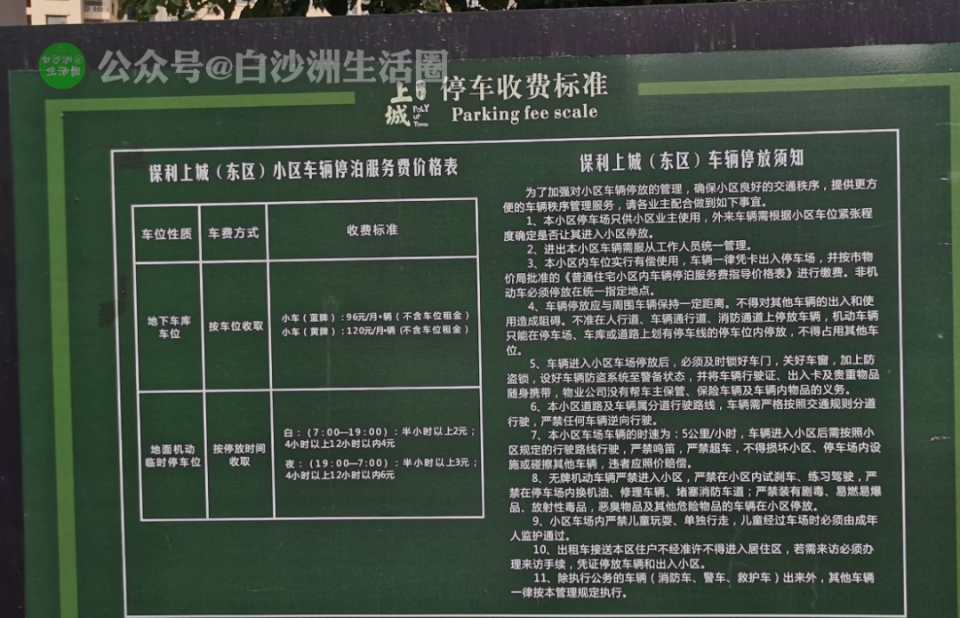 公众号@白沙洲生活圈
白沙洲
生活圈
上城
POLY
UP
Town
停车收费标准
Parking fee scale
保利上城（东区）小区车辆停泊服务费价格表
车位性质 车费方式 收费标准
地下车库
车位
按车位收取
小车（蓝牌）：96元/月·辆（不含车位租金）
小车（黄牌）：120元/月·辆（不含车位租金）
地面机动
临时停车位
按停放时间
收取
白：（7:00—19:00）：半小时以上2元；
4小时以上12小时以内4元
夜：（19:00—7:00）：半小时以上3元；
4小时以上12小时以内6元
保利上城（东区）车辆停放须知
为了加强对小区车辆停放的管理，确保小区良好的交通秩序，提供更方
便的车辆秩序管理服务，请各业主配合做到如下事宜。
1、本小区停车场只供小区业主使用，外来车辆需根据小区车位紧张程
度确定是否让其进入小区停放。
2、进出本小区车辆需服从工作人员统一管理。
3、本小区内车位实行有偿使用，车辆一律凭卡出入停车场，并按市物
价局批准的《普通住宅小区内车辆停泊服务费指导价格表》进行缴费。非机
动车必须停放在统一指定地点。
4、车辆停放应与周围车辆保持一定距离。不得对其他车辆的出入和使
用造成阻碍。不准在人行道、车辆通行道、消防通道上停放车辆，机动车辆
只能在停车场、车库或道路上划有停车线的停车位内停放，不得占用其他车
位。
5、车辆进入小区车场停放后，必须及时锁好车门，关好车窗，加上防
盗锁，设好车辆防盗系统至警备状态，并将车辆行驶证、出入卡及贵重物品
随身携带，物业公司没有帮车主保管、保险车辆及车辆内物品的义务。
6、本小区道路及车辆属分道行驶路线，车辆需严格按照交通规则分道
行驶，严禁任何车辆逆向行驶。
7、本小区车场车辆的时速为：5公里/小时，车辆进入小区后需按照小
区规定的行驶路线行驶，严禁鸣笛，严禁超车，不得损坏小区、停车场内设
施或碰擦其他车辆，违者应照价赔偿。
8、无牌机动车辆严禁进入小区，严禁在小区内试刹车、练习驾驶，严
禁在停车场内换机油、修理车辆、堵塞消防车道；严禁装有剧毒、易燃易爆
品、放射性毒品，恶臭物品及其他危险物品的车辆在小区停放。
9、小区车场内严禁儿童玩耍、单独行走，儿童经过车场时必须由成年
人监护通过。
10、出租车接送本区住户不经准许不得进入居住区，若需来访必须办
理来访手续，凭证停放车辆和出入小区。
11、除执行公务的车辆（消防车、警车、救护车）出来外，其他车辆
一律按本管理规定执行。